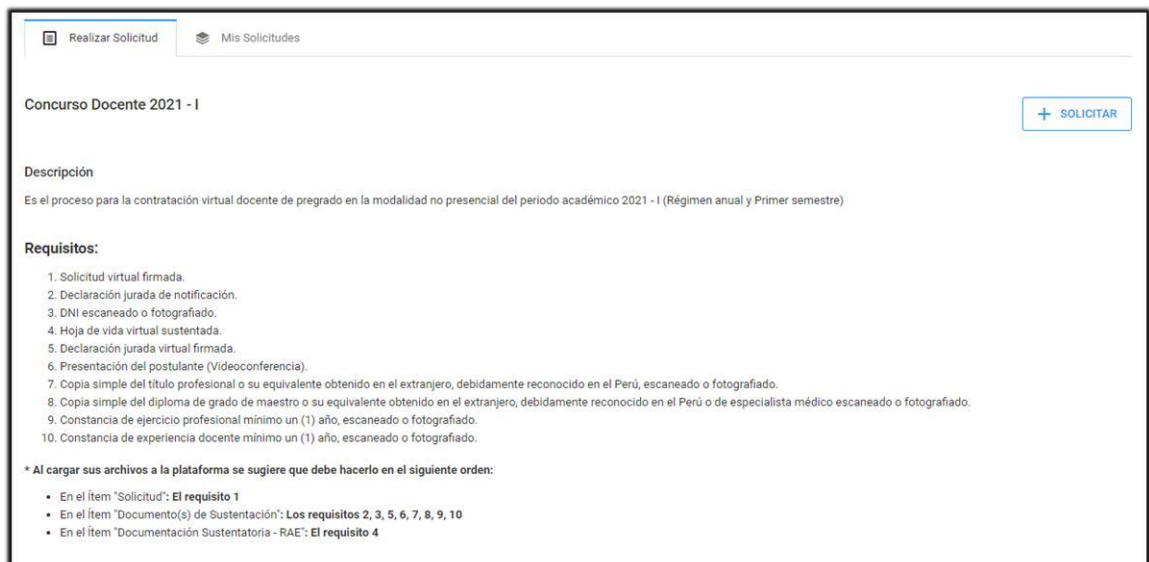 Realizar Solicitud
Mis Solicitudes
Concurso Docente 2021 - I
+ SOLICITAR
Descripción
Es el proceso para la contratación virtual docente de pregrado en la modalidad no presencial del periodo académico 2021 - I (Régimen anual y Primer semestre)
Requisitos:
1. Solicitud virtual firmada.
2. Declaración jurada de notificación.
3. DNI escaneado o fotografiado.
4. Hoja de vida virtual sustentada.
5. Declaración jurada virtual firmada.
6. Presentación del postulante (Videoconferencia).
7. Copia simple del título profesional o su equivalente obtenido en el extranjero, debidamente reconocido en el Perú, escaneado o fotografiado.
8. Copia simple del diploma de grado de maestro o su equivalente obtenido en el extranjero, debidamente reconocido en el Perú o de especialista médico escaneado o fotografiado.
9. Constancia de ejercicio profesional mínimo un (1) año, escaneado o fotografiado.
10. Constancia de experiencia docente mínimo un (1) año, escaneado o fotografiado.
* Al cargar sus archivos a la plataforma se sugiere que debe hacerlo en el siguiente orden:
• En el Ítem "Solicitud": El requisito 1
• En el Ítem "Documento(s) de Sustentación": Los requisitos 2, 3, 5, 6, 7, 8, 9, 10
• En el Ítem "Documentación Sustentatoria - RAE": El requisito 4